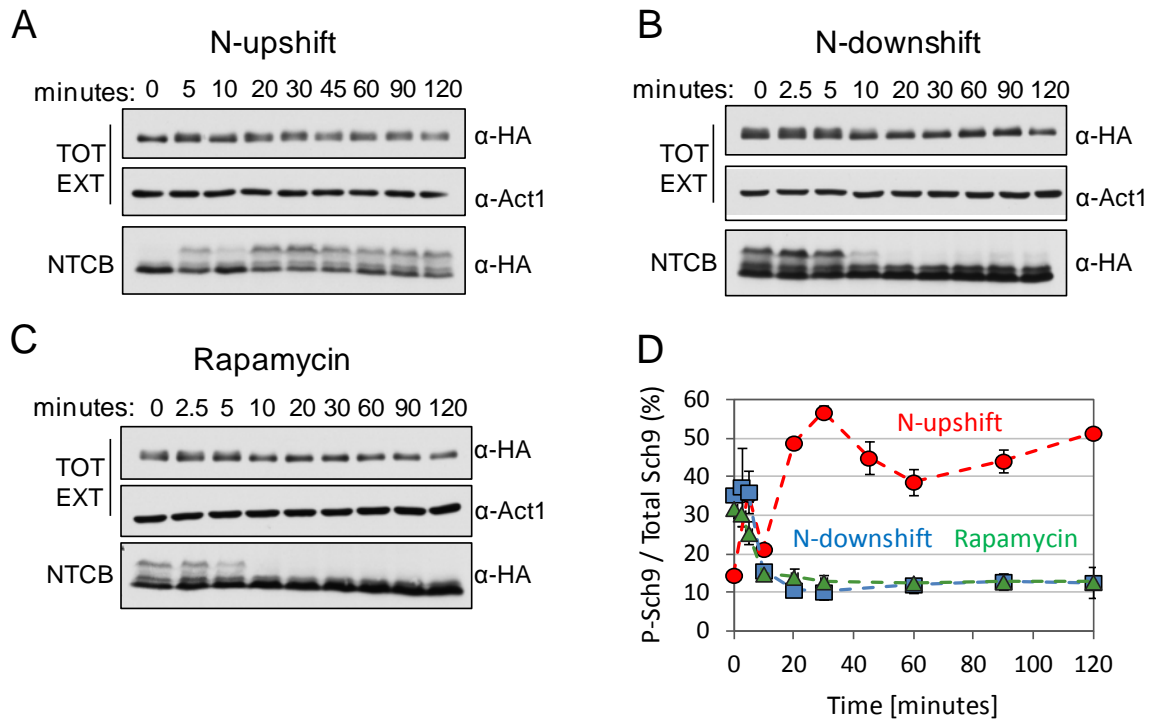 A
N-upshift
minutes: 0 5 10 20 30 45 60 90 120
TOT
EXT
α-HA
α-Act1
NTCB
α-HA
B
N-downshift
minutes: 0 2.5 5 10 20 30 60 90 120
TOT
EXT
α-HA
α-Act1
NTCB
α-HA
C
Rapamycin
minutes: 0 2.5 5 10 20 30 60 90 120
TOT
EXT
α-HA
α-Act1
NTCB
α-HA
D
P-Sch9 / Total Sch9 (%)
60
50
40
30
20
10
0
N-upshift
N-downshift Rapamycin
0 20 40 60 80 100 120
Time [minutes]